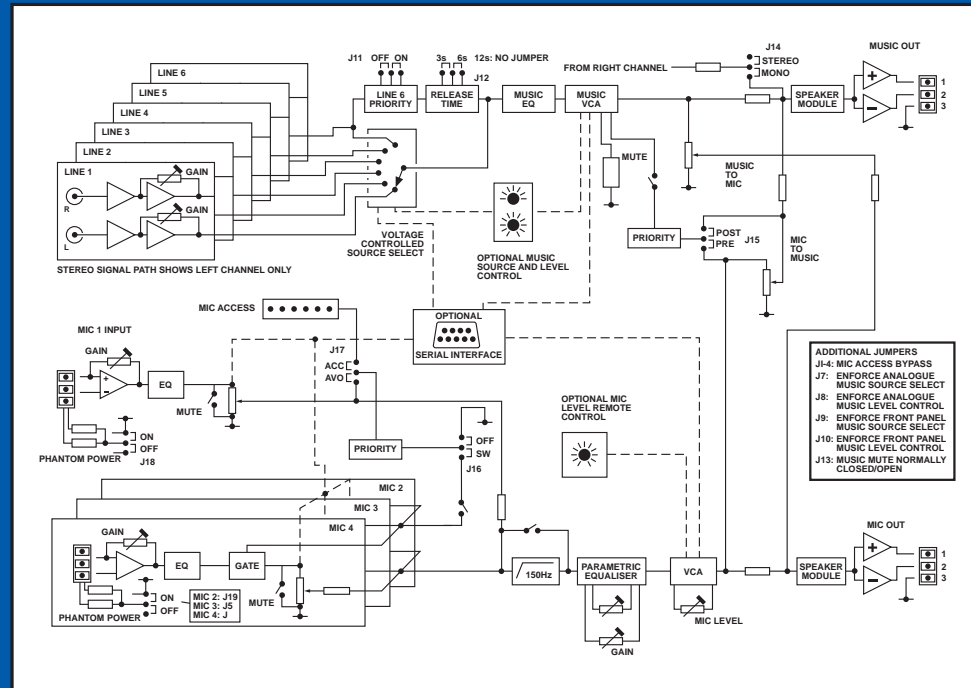 J14
J11 OFF ON
3s 6s 12s: NO JUMPER
STEREO
MUSIC OUT
LINE 6
FROM RIGHT CHANNEL
MONO
J12
LINE 5
1
LINE 4
LINE 6
PRIORITY
RELEASE
TIME
MUSIC
EQ
MUSIC
VCA
SPEAKER
MODULE
+
−
2
3
LINE 3
LINE 2
LINE 1
GAIN
MUTE
MUSIC
TO
MIC
R
GAIN
L
PRIORITY
POST
PRE
J15
MIC
TO
MUSIC
VOLTAGE
CONTROLLED
SOURCE SELECT
OPTIONAL MUSIC
SOURCE AND LEVEL
CONTROL
STEREO SIGNAL PATH SHOWS LEFT CHANNEL ONLY
MIC ACCESS
OPTIONAL
SERIAL INTERFACE
MIC 1 INPUT
GAIN
+
−
EQ
MUTE
J17
ACC
AVO
ADDITIONAL JUMPERS
JI-4: MIC ACCESS BYPASS
J7: ENFORCE ANALOGUE
MUSIC SOURCE SELECT
J8: ENFORCE ANALOGUE
MUSIC LEVEL CONTROL
J9: ENFORCE FRONT PANEL
MUSIC SOURCE SELECT
J10: ENFORCE FRONT PANEL
MUSIC LEVEL CONTROL
J13: MUSIC MUTE NORMALLY
CLOSED/OPEN
OPTIONAL MIC
LEVEL REMOTE
CONTROL
ON
OFF
PHANTOM POWER
J18
PRIORITY
OFF
SW
J16
MIC 2
MIC 3
MIC 4
GAIN
EQ
GATE
MUTE
ON
OFF
PHANTOM POWER
MIC 2: J19
MIC 3: J5
MIC 4: J
150Hz
PARAMETRIC
EQUALISER
GAIN
VCA
MIC LEVEL
SPEAKER
MODULE
MIC OUT
+
−
1
2
3